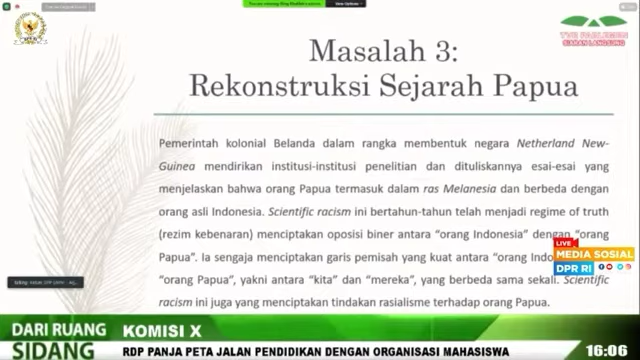 TVR PARLEMEN
SIARAN LANGSUNG
Masalah 3:
Rekonstruksi Sejarah Papua
Pemerintah kolonial Belanda dalam rangka membentuk negara Netherland New-
Guinea mendirikan institusi-institusi penelitian dan dituliskannya esai-esai yang
menjelaskan bahwa orang Papua termasuk dalam ras Melanesia dan berbeda dengan
orang asli Indonesia. Scientific racism ini bertahun-tahun telah menjadi regime of truth
(rezim kebenaran) menciptakan oposisi biner antara “orang Indonesia” dengan “orang
Papua”. Ia sengaja menciptakan garis pemisah yang kuat antara “orang Indo
“orang Papua”, yakni antara “kita” dan “mereka”, yang berbeda sama sekali. Scientific
racism ini juga yang menciptakan tindakan rasialisme terhadap orang Papua.
LIVE
MEDIA SOSIAL
DPR RI
DARI RUANG
SIDANG
KOMISI X
RDP PANJA PETA JALAN PENDIDIKAN DENGAN ORGANISASI MAHASISWA
16:06